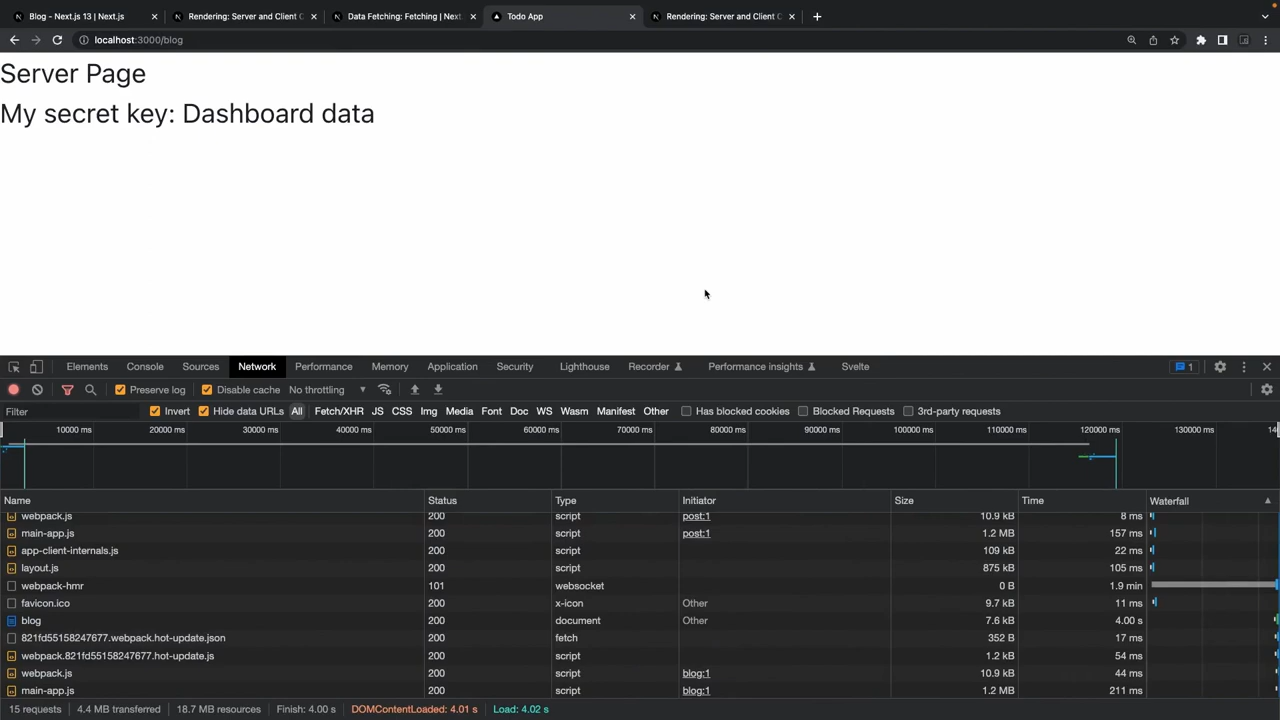 Blog - Next.js 13 | Next.js
Rendering: Server and Client C
Data Fetching: Fetching | Next
Todo App
Rendering: Server and Client C
localhost:3000/blog
Server Page
My secret key: Dashboard data
Elements Console Sources Network Performance Memory Application Security Lighthouse Recorder Performance insights Svelte 1
Preserve log Disable cache No throttling
Filter Invert Hide data URLs All Fetch/XHR JS CSS Img Media Font Doc WS Wasm Manifest Other Has blocked cookies Blocked Requests 3rd-party requests
10000 ms 20000 ms 30000 ms 40000 ms 50000 ms 60000 ms 70000 ms 80000 ms 90000 ms 100000 ms 110000 ms 120000 ms 130000 ms 14
Name Status Type Initiator Size Time Waterfall
webpack.js 200 script post:1 10.9 kB 8 ms
main-app.js 200 script post:1 1.2 MB 157 ms
app-client-internals.js 200 script 109 kB 22 ms
layout.js 200 script 875 kB 105 ms
webpack-hmr 101 websocket 0 B 1.9 min
favicon.ico 200 x-icon Other 9.7 kB 11 ms
blog 200 document Other 7.6 kB 4.00 s
821fd55158247677.webpack.hot-update.json 200 fetch 352 B 17 ms
webpack.821fd55158247677.hot-update.js 200 script 1.2 kB 54 ms
webpack.js 200 script blog:1 10.9 kB 44 ms
main-app.js 200 script blog:1 1.2 MB 211 ms
15 requests 4.4 MB transferred 18.7 MB resources Finish: 4.00 s DOMContentLoaded: 4.01 s Load: 4.02 s